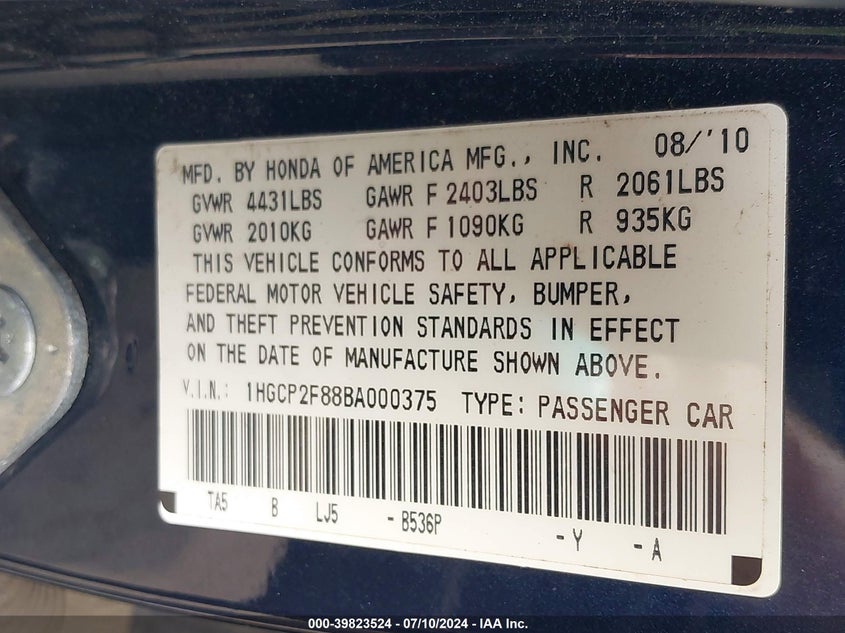 MFD. BY HONDA OF AMERICA MFG., INC. 08/'10
GVWR 4431LBS GAWR F 2403LBS R 2061LBS
GVWR 2010KG GAWR F 1090KG R 935KG
THIS VEHICLE CONFORMS TO ALL APPLICABLE
FEDERAL MOTOR VEHICLE SAFETY, BUMPER,
AND THEFT PREVENTION STANDARDS IN EFFECT
ON THE DATE OF MANUFACTURE SHOWN ABOVE.
V.I.N.: 1HGCP2F88BA000375 TYPE: PASSENGER CAR
TA5 B LJ5 - B536P - Y - A
000-39823524 - 07/10/2024 - IAA Inc.